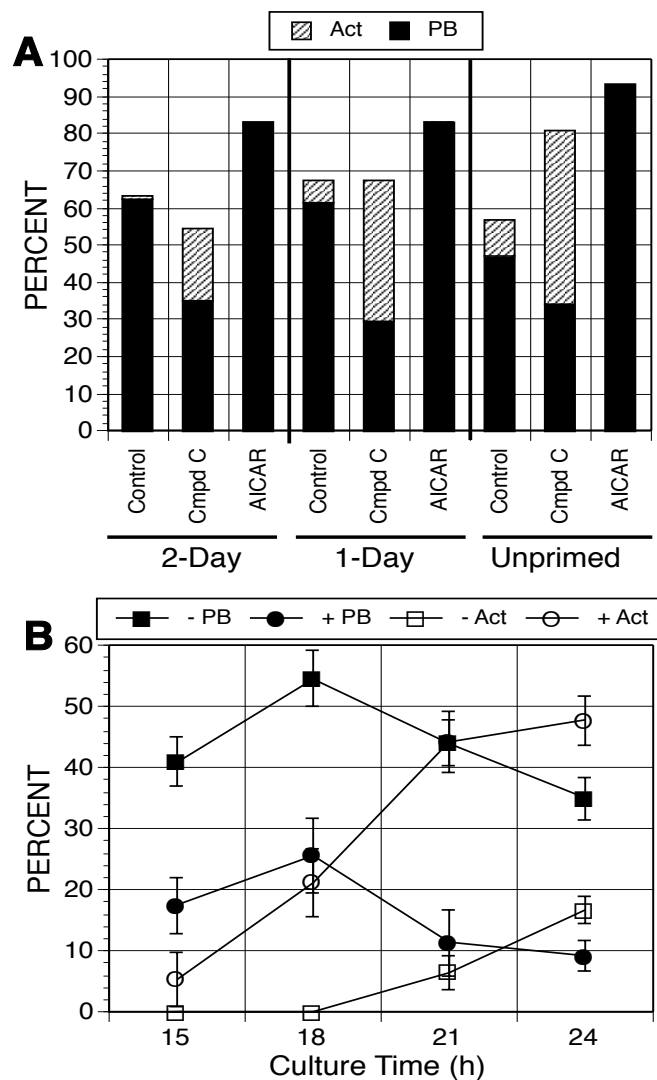 Act PB
A
100
90
80
70
60
50
40
30
20
10
0
PERCENT
Control Cmpd C AICAR Control Cmpd C AICAR Control Cmpd C AICAR
2-Day 1-Day Unprimed
- PB + PB - Act + Act
B
60
50
40
30
20
10
0
PERCENT
15 18 21 24
Culture Time (h)